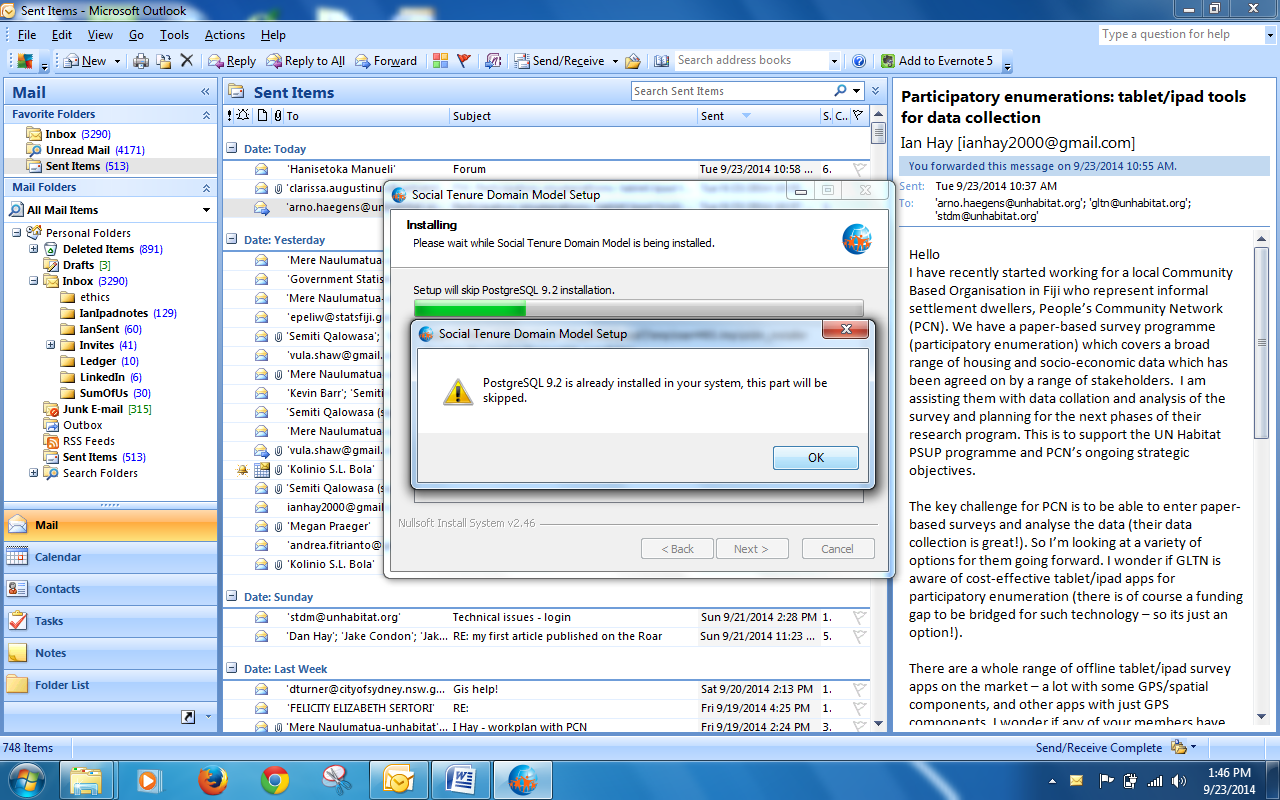 Sent Items - Microsoft Outlook
File Edit View Go Tools Actions Help
Type a question for help
New Reply Reply to All Forward Send/Receive Search address books Add to Evernote 5
Mail
Favorite Folders
Inbox (3290)
Unread Mail (4171)
Sent Items (513)
Mail Folders
All Mail Items
Personal Folders
Deleted Items (891)
Drafts [3]
Inbox (3290)
ethics
IanIpadnotes (129)
IanSent (60)
Invites (41)
Ledger (10)
LinkedIn (6)
SumOfUs (30)
Junk E-mail [315]
Outbox
RSS Feeds
Sent Items (513)
Search Folders
Mail
Calendar
Contacts
Tasks
Notes
Folder List
Sent Items
Search Sent Items
To Subject Sent S. C..
Date: Today
'Hanisetoka Manueli' Forum Tue 9/23/2014 10:58 ... 6.
'clarissa.augustinu
'arno.haegens@un
Date: Yesterday
'Mere Naulumatua-
'Government Statis
'Mere Naulumatua-
'epeliw@statsfiji.g
'Semiti Qalowasa';
'vula.shaw@gmail.
'Mere Naulumatua-
'Kevin Barr'; 'Semiti
'Semiti Qalowasa (s
'Mere Naulumatua-
'vula.shaw@gmail.
'Kolinio S.L. Bola'
'Semiti Qalowasa (s
ianhay2000@gmail
'Megan Praeger'
'andrea.fitrianto@
'Kolinio S.L. Bola'
Date: Sunday
'stdm@unhabitat.org' Technical issues - login Sun 9/21/2014 2:28 PM 1.
'Dan Hay'; 'Jake Condon'; 'Jak... RE: my first article published on the Roar Sun 9/21/2014 11:23 ... 5.
Date: Last Week
'dturner@cityofsydney.nsw.g... Gis help! Sat 9/20/2014 2:13 PM 1.
'FELICITY ELIZABETH SERTORI' RE: Fri 9/19/2014 4:25 PM 1.
'Mere Naulumatua-unhabitat'... I Hay - workplan with PCN Fri 9/19/2014 2:24 PM 3.
Social Tenure Domain Model Setup
Installing
Please wait while Social Tenure Domain Model is being installed.
Setup will skip PostgreSQL 9.2 installation.
Social Tenure Domain Model Setup
PostgreSQL 9.2 is already installed in your system, this part will be
skipped.
OK
Nullsoft Install System v2.46
< Back Next > Cancel
Participatory enumerations: tablet/ipad tools
for data collection
Ian Hay [ianhay2000@gmail.com]
You forwarded this message on 9/23/2014 10:55 AM.
Sent: Tue 9/23/2014 10:37 AM
To: 'arno.haegens@unhabitat.org'; 'gltn@unhabitat.org';
'stdm@unhabitat.org'
Hello
I have recently started working for a local Community
Based Organisation in Fiji who represent informal
settlement dwellers, People's Community Network
(PCN). We have a paper-based survey programme
(participatory enumeration) which covers a broad
range of housing and socio-economic data which has
been agreed on by a range of stakeholders. I am
assisting them with data collation and analysis of the
survey and planning for the next phases of their
research program. This is to support the UN Habitat
PSUP programme and PCN's ongoing strategic
objectives.
The key challenge for PCN is to be able to enter paper-
based surveys and analyse the data (their data
collection is great!). So I'm looking at a variety of
options for them going forward. I wonder if GLTN is
aware of cost-effective tablet/ipad apps for
participatory enumeration (there is of course a funding
gap to be bridged for such technology – so its just an
option!).
There are a whole range of offline tablet/ipad survey
apps on the market – a lot with some GPS/spatial
components, and other apps with just GPS
components. I wonder if any of your members have
748 Items
Send/Receive Complete
1:46 PM
9/23/2014